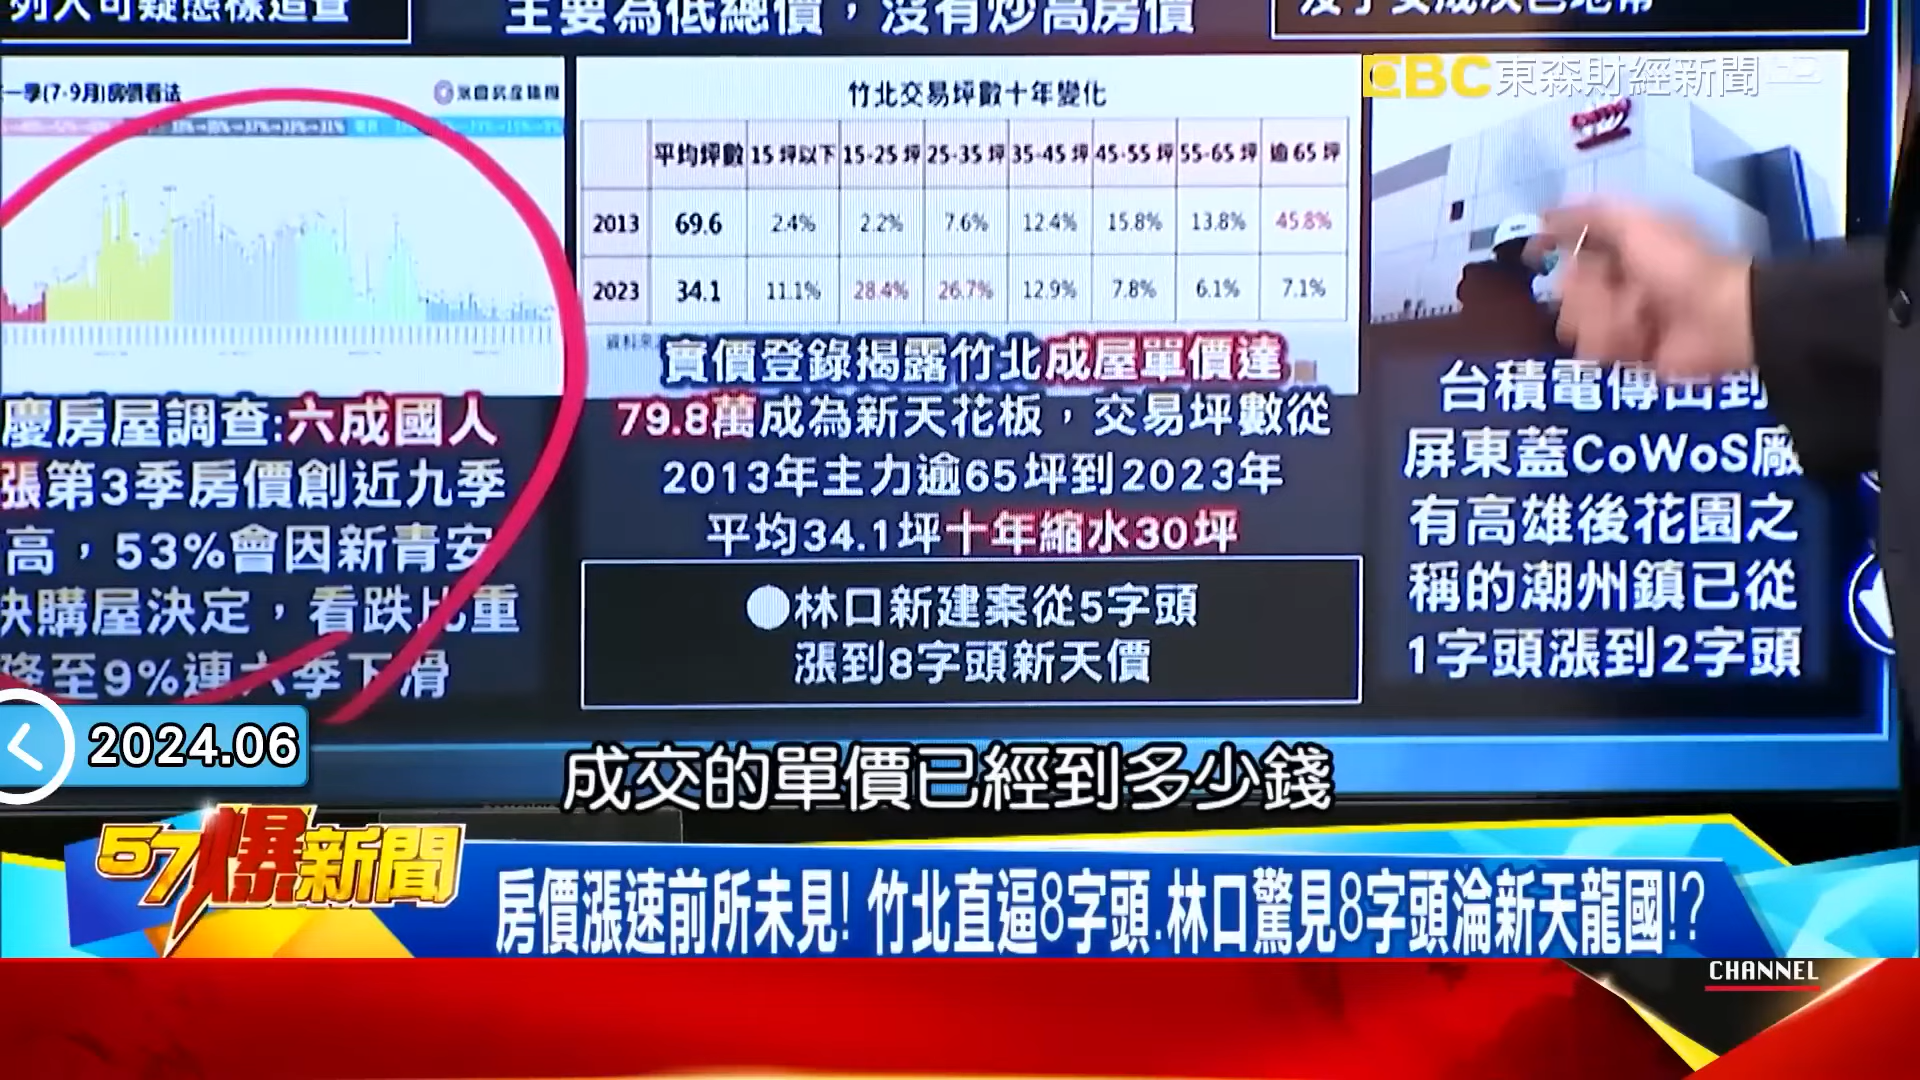 列入可疑態樣追查
主要為低總價，沒有炒高房價
一季(7-9月)房價看法
竹北交易坪數十年變化
平均坪數 15坪以下 15-25坪 25-35坪 35-45坪 45-55坪 55-65坪 逾65坪
2013 69.6 2.4% 2.2% 7.6% 12.4% 15.8% 13.8% 45.8%
2023 34.1 11.1% 28.4% 26.7% 12.9% 7.8% 6.1% 7.1%
慶房屋調查:六成國人
張第3季房價創近九季
高，53%會因新青安
快購屋決定，看跌比重
降至9%連六季下滑
實價登錄揭露竹北成屋單價達
79.8萬成為新天花板，交易坪數從
2013年主力逾65坪到2023年
平均34.1坪十年縮水30坪
●林口新建案從5字頭
漲到8字頭新天價
EBC 東森財經新聞
台積電傳出到
屏東蓋CoWoS廠
有高雄後花園之
稱的潮州鎮已從
1字頭漲到2字頭
2024.06
成交的單價已經到多少錢
57爆新聞
房價漲速前所未見! 竹北直逼8字頭.林口驚見8字頭淪新天龍國!?
CHANNEL